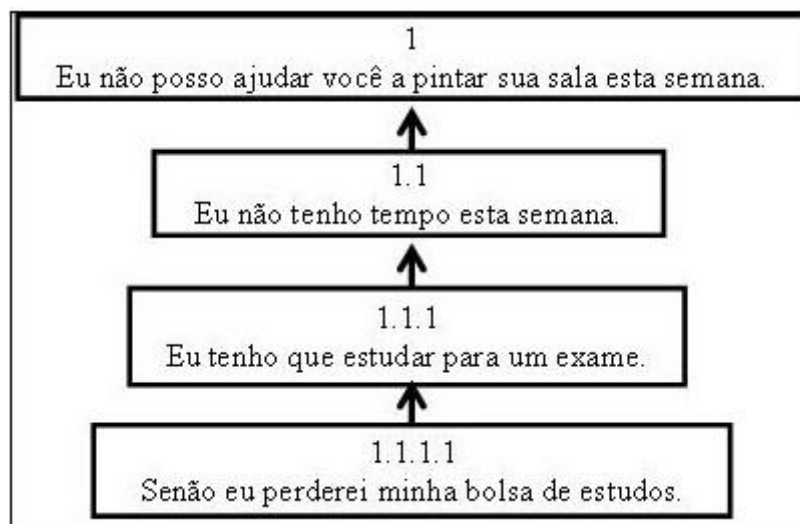 1
Eu não posso ajudar você a pintar sua sala esta semana.
1.1
Eu não tenho tempo esta semana.
1.1.1
Eu tenho que estudar para um exame.
1.1.1.1
Senão eu perderei minha bolsa de estudos.